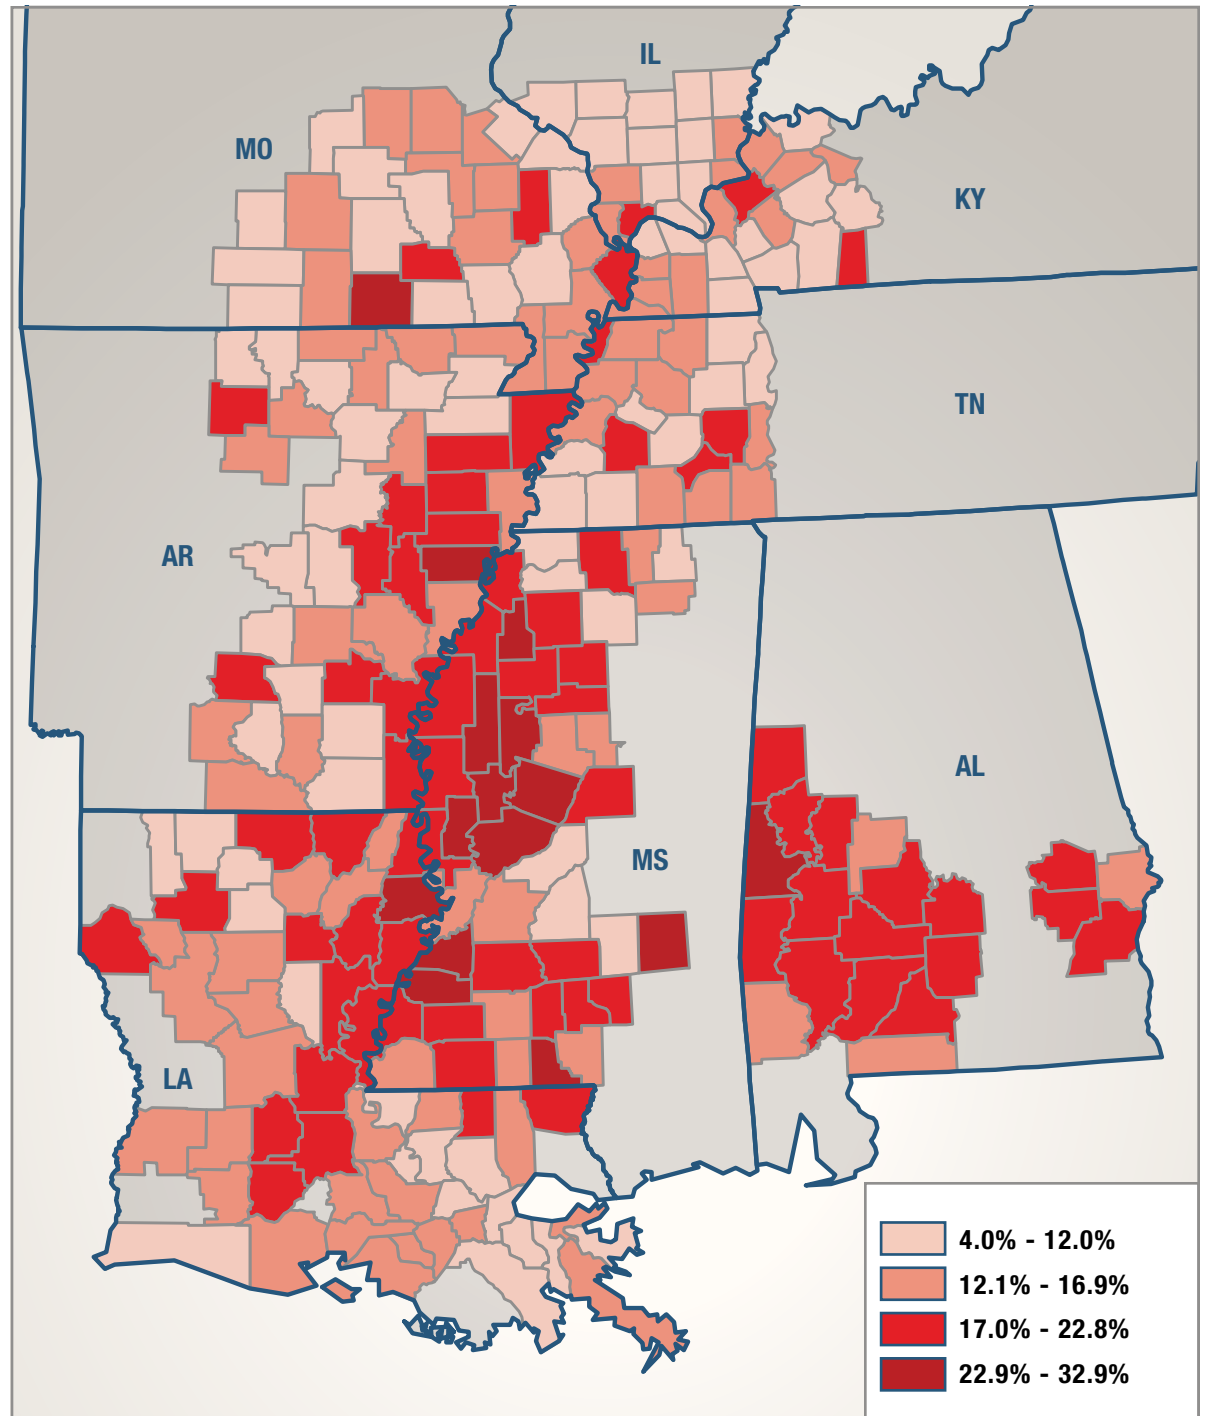 IL
MO
KY
TN
AR
AL
MS
LA
4.0% - 12.0%
12.1% - 16.9%
17.0% - 22.8%
22.9% - 32.9%